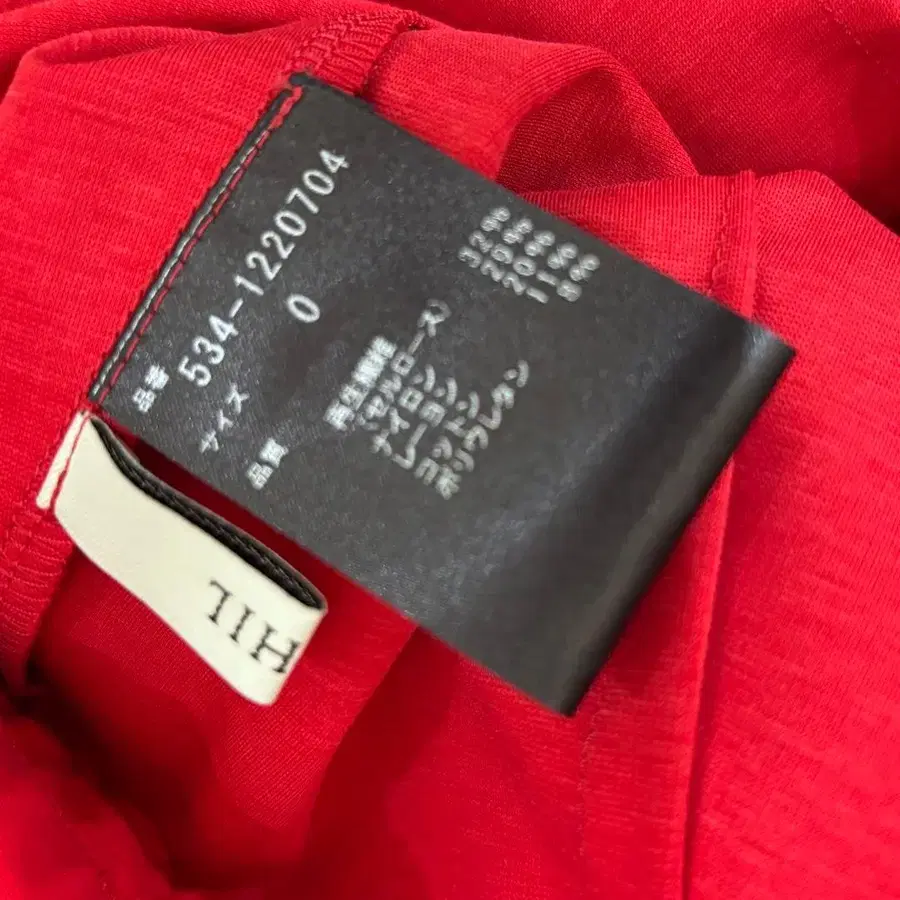 品番 534-1220704
サイズ 0
品質 再生繊維
(セルロース) 32%
ナイロン 29%
レーヨン 20%
コットン 11%
ポリウレタン 8%
HIL